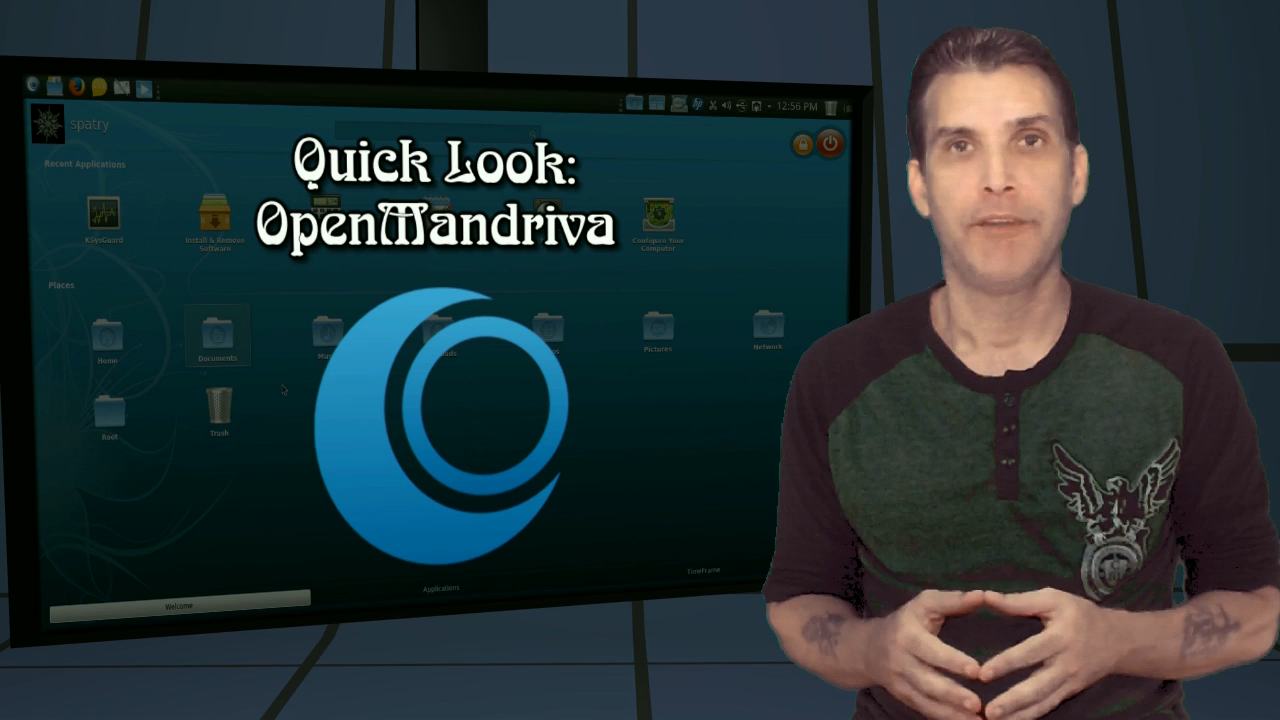 12:56 PM
spatry
Quick Look:
OpenMandriva
Recent Applications
KSysGuard
Install & Remove
Software
Configure Your
Computer
Places
Home
Documents
Pictures
Network
Root
Trash
Welcome
Applications
TimeFrame